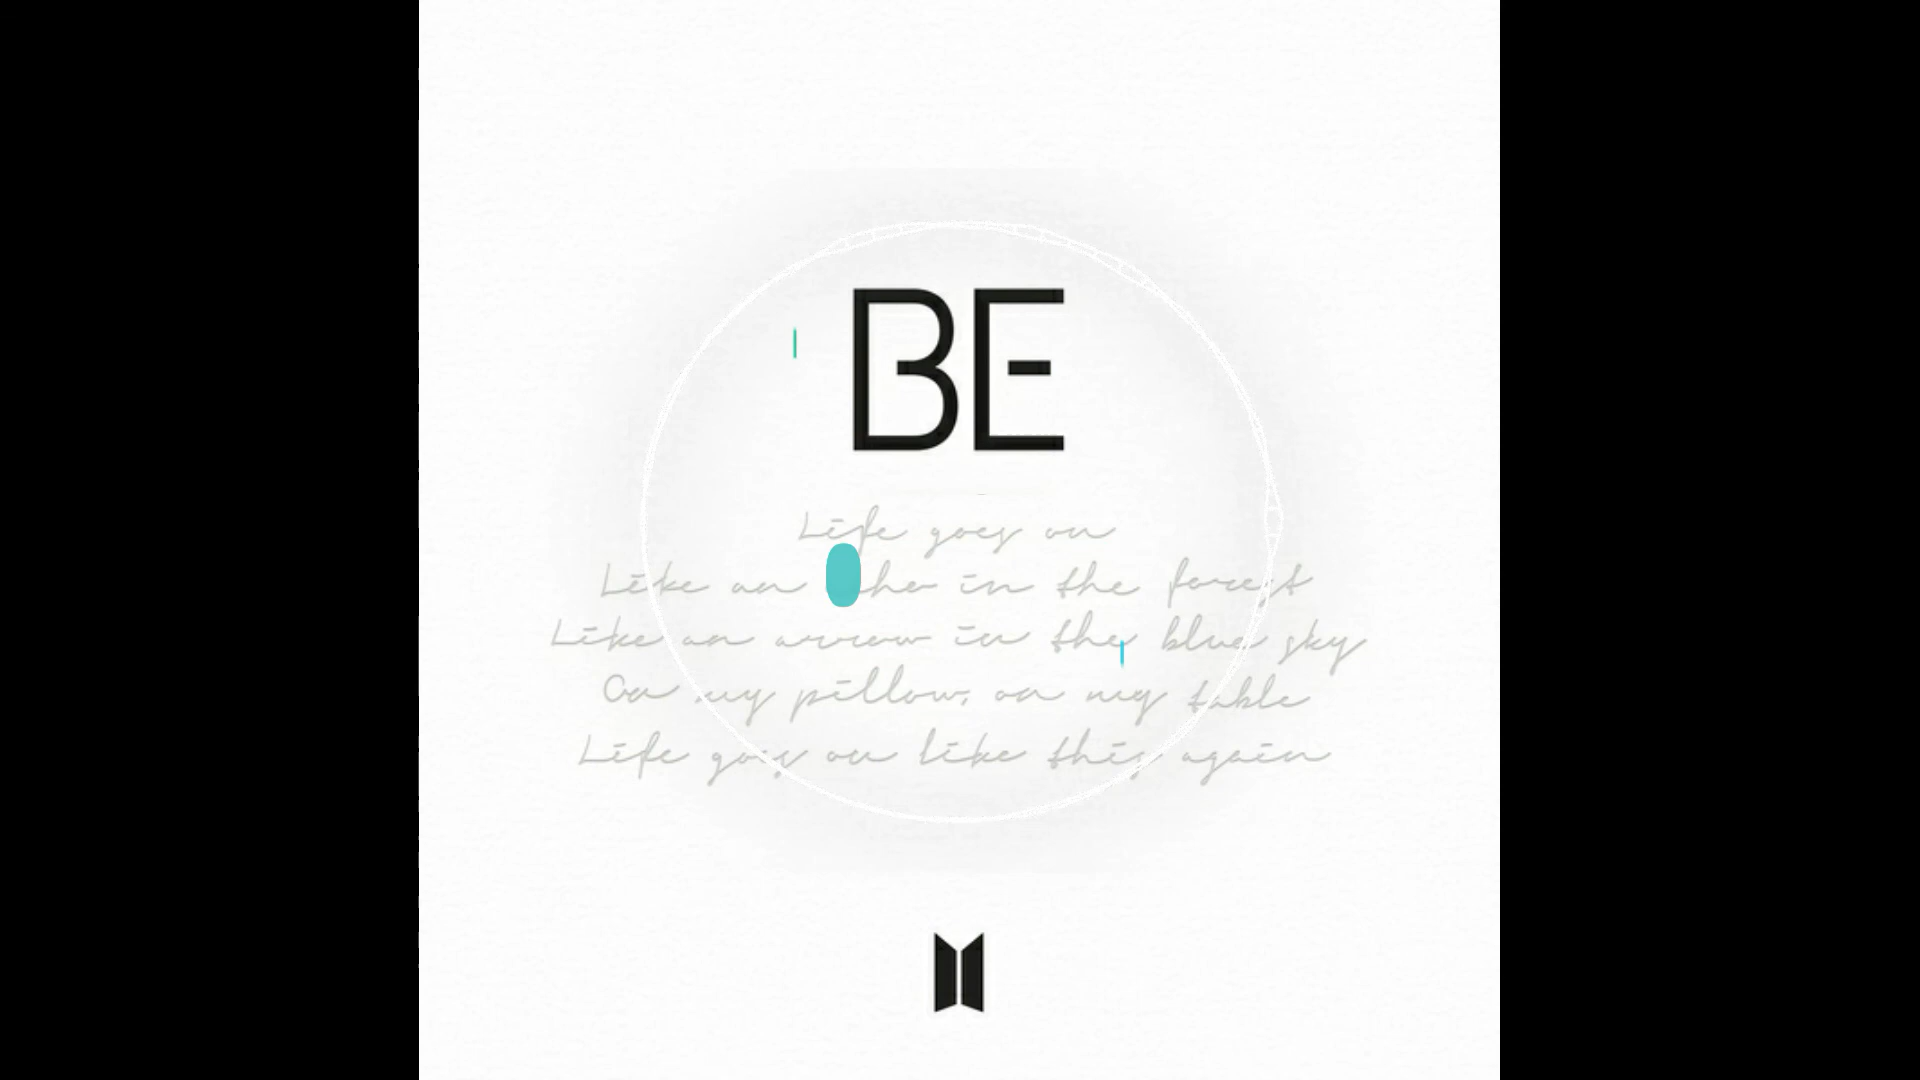 BE
Life goes on
Like an in the forest
Like an arrow in the blue sky
On my pillow, on my table
Life goes on like this again